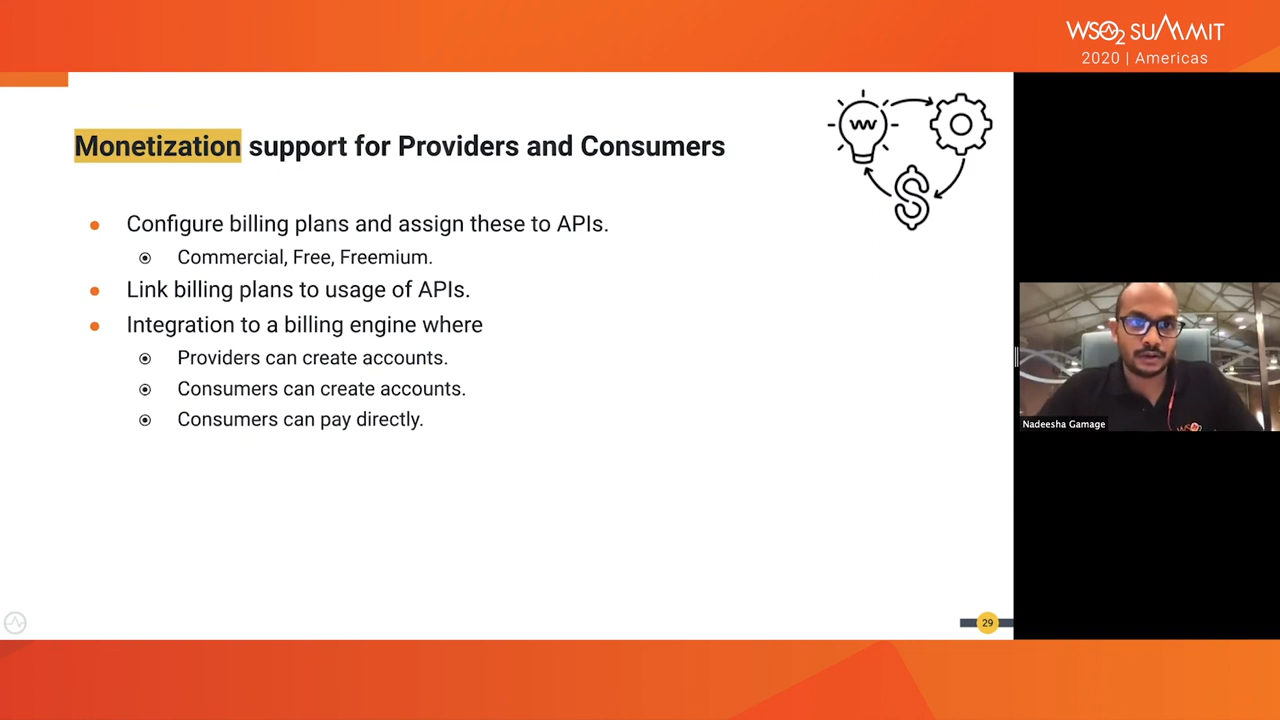 WSO2 SUMMIT
2020 | Americas
Monetization support for Providers and Consumers
Configure billing plans and assign these to APIs.
Commercial, Free, Freemium.
Link billing plans to usage of APIs.
Integration to a billing engine where
Providers can create accounts.
Consumers can create accounts.
Consumers can pay directly.
Nadeesha Gamage
29